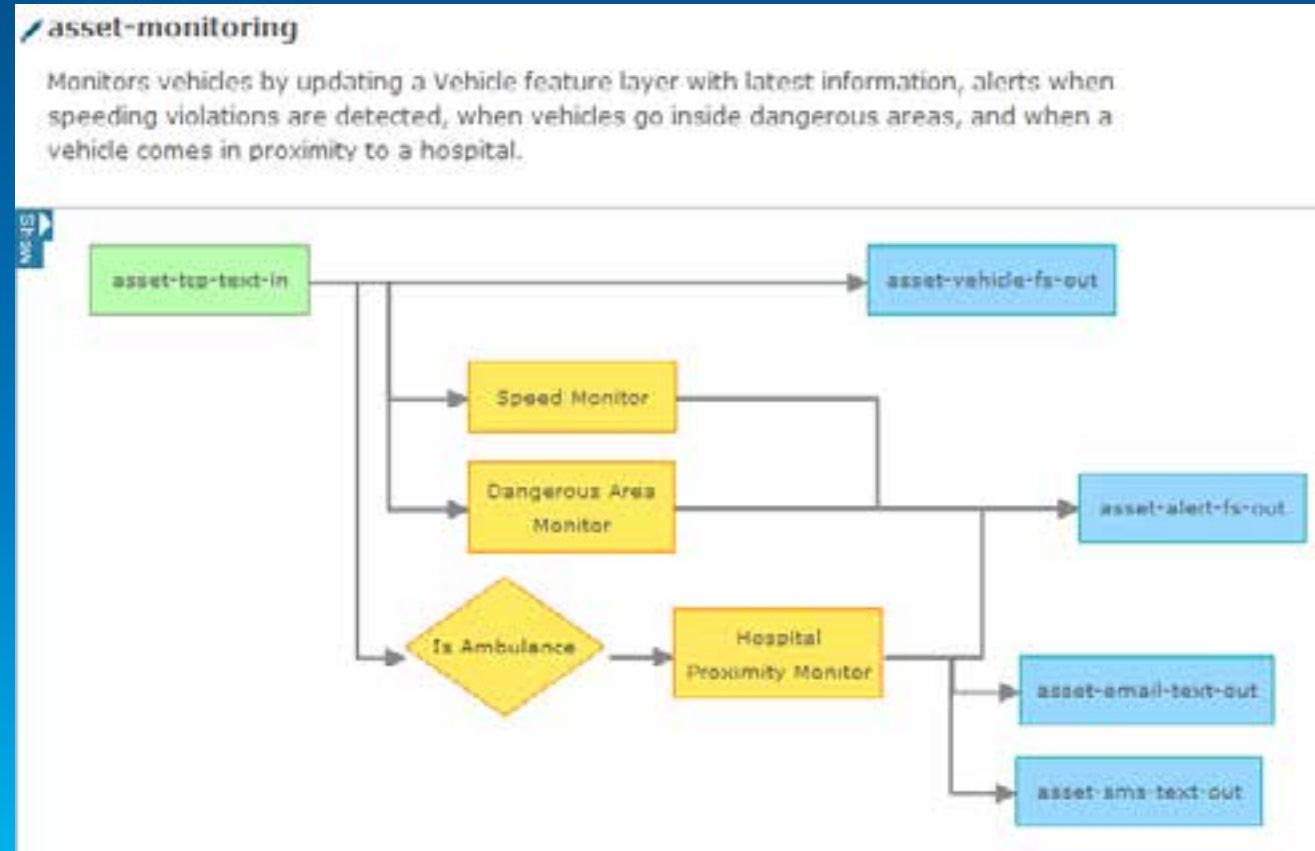 asset-monitoring
Monitors vehicles by updating a Vehicle feature layer with latest information, alerts when
speeding violations are detected, when vehicles go inside dangerous areas, and when a
vehicle comes in proximity to a hospital.
Show
asset-tcp-text-in
asset-vehicle-fs-out
Speed Monitor
Dangerous Area
Monitor
asset-alert-fs-out
Is Ambulance
Hospital
Proximity Monitor
asset-email-text-out
asset-sms-text-out